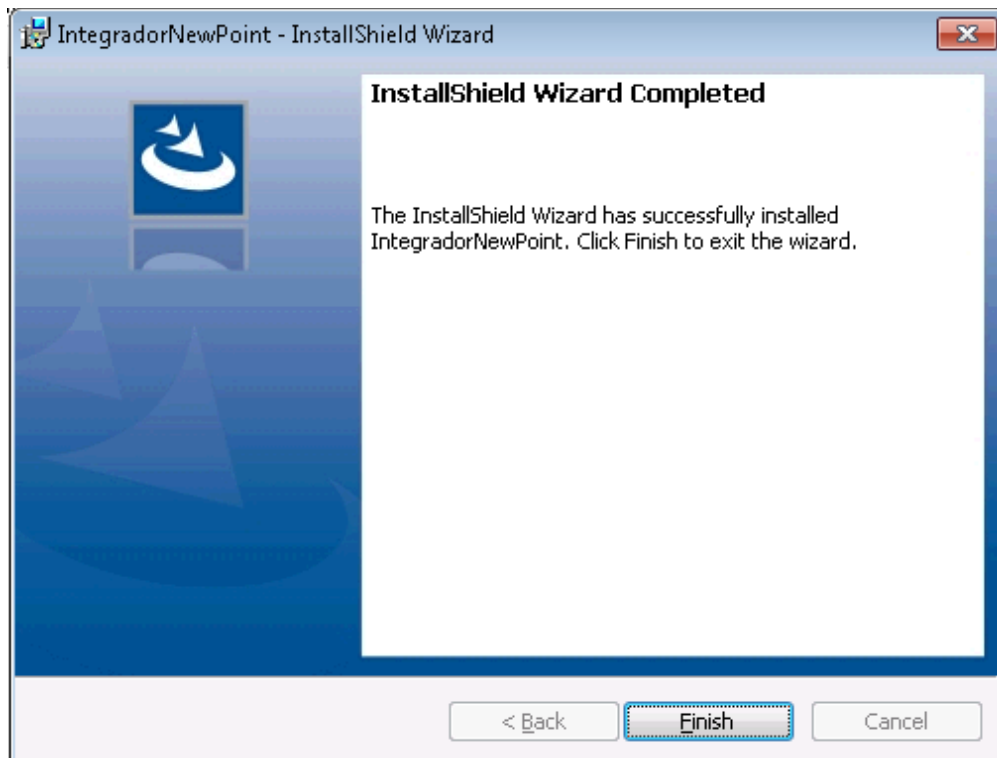 IntegradorNewPoint - InstallShield Wizard
InstallShield Wizard Completed
The InstallShield Wizard has successfully installed
IntegradorNewPoint. Click Finish to exit the wizard.
< Back
Finish
Cancel